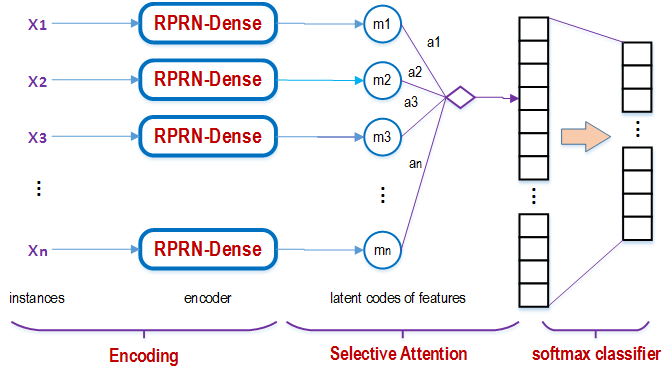 X1 RPRN-Dense m1
a1
X2 RPRN-Dense m2 a2
a3
X3 RPRN-Dense m3
an
⋮ ⋮ ⋮ ⋮
Xn RPRN-Dense mn
instances encoder latent codes of features
Encoding Selective Attention softmax classifier